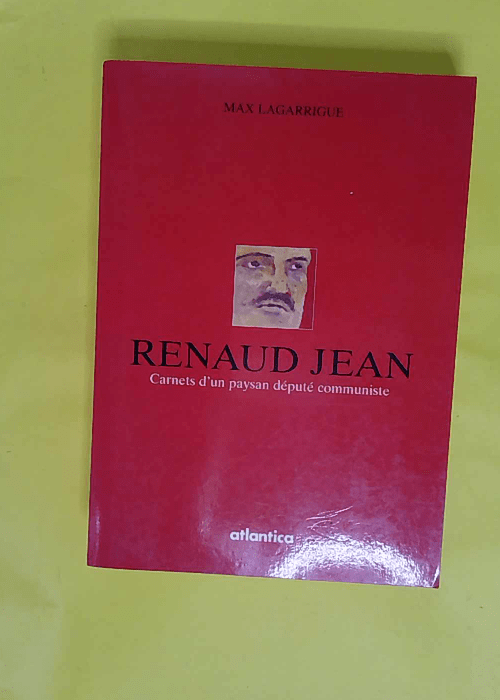 MAX LAGARRIGUE
RENAUD JEAN
Carnets d'un paysan député communiste
atlantica